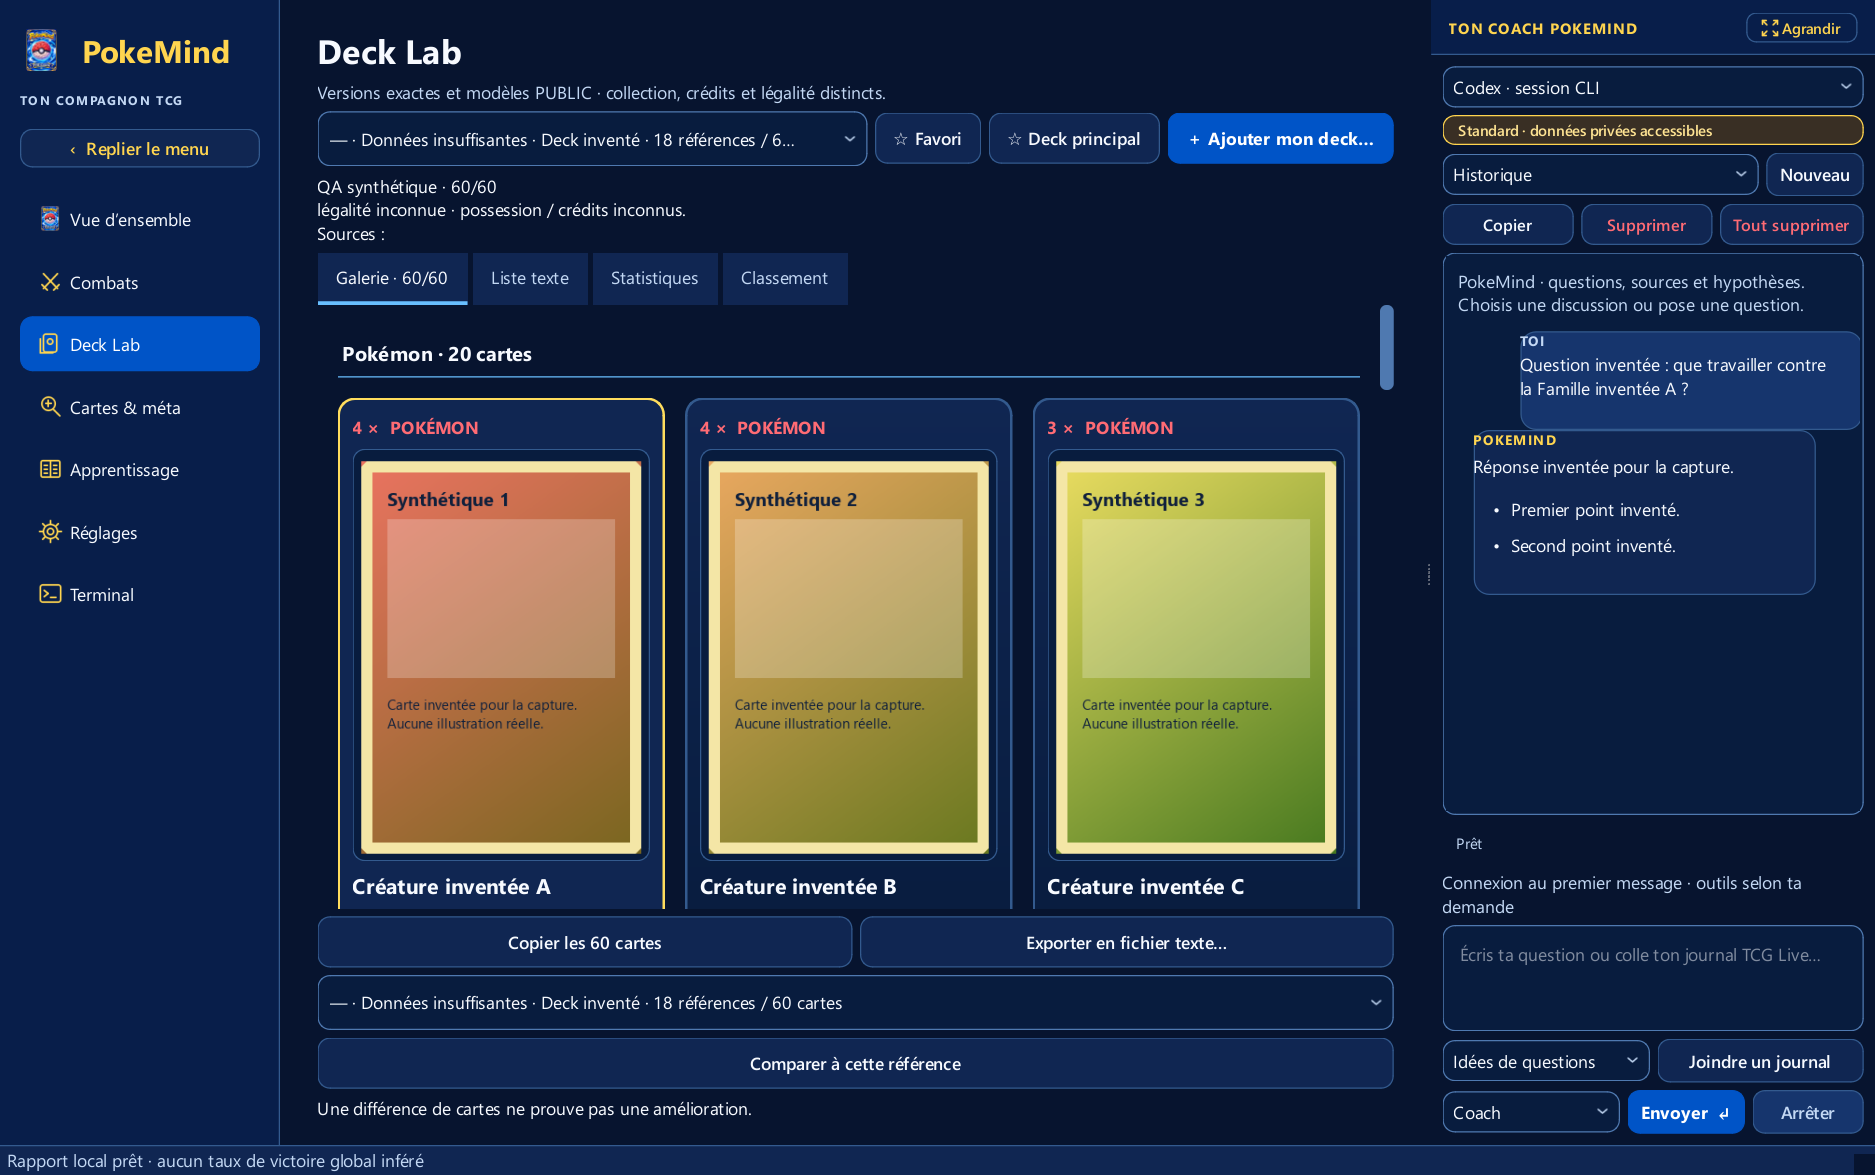 PokeMind
TON COMPAGNON TCG
‹ Replier le menu
Vue d’ensemble
Combats
Deck Lab
Cartes & méta
Apprentissage
Réglages
Terminal
Deck Lab
Versions exactes et modèles PUBLIC · collection, crédits et légalité distincts.
— · Données insuffisantes · Deck inventé · 18 références / 6...
☆ Favori
☆ Deck principal
+ Ajouter mon deck...
QA synthétique · 60/60
légalité inconnue · possession / crédits inconnus.
Sources :
Galerie · 60/60
Liste texte
Statistiques
Classement
Pokémon · 20 cartes
4 × POKÉMON
Synthétique 1
Carte inventée pour la capture.
Aucune illustration réelle.
Créature inventée A
4 × POKÉMON
Synthétique 2
Carte inventée pour la capture.
Aucune illustration réelle.
Créature inventée B
3 × POKÉMON
Synthétique 3
Carte inventée pour la capture.
Aucune illustration réelle.
Créature inventée C
Copier les 60 cartes
Exporter en fichier texte...
— · Données insuffisantes · Deck inventé · 18 références / 60 cartes
Comparer à cette référence
Une différence de cartes ne prouve pas une amélioration.
TON COACH POKEMIND
Agrandir
Codex · session CLI
Standard · données privées accessibles
Historique
Nouveau
Copier
Supprimer
Tout supprimer
PokeMind · questions, sources et hypothèses.
Choisis une discussion ou pose une question.
TOI
Question inventée : que travailler contre
la Famille inventée A ?
POKEMIND
Réponse inventée pour la capture.
• Premier point inventé.
• Second point inventé.
Prêt
Connexion au premier message · outils selon ta
demande
Écris ta question ou colle ton journal TCG Live...
Idées de questions
Joindre un journal
Coach
Envoyer ↲
Arrêter
Rapport local prêt · aucun taux de victoire global inféré